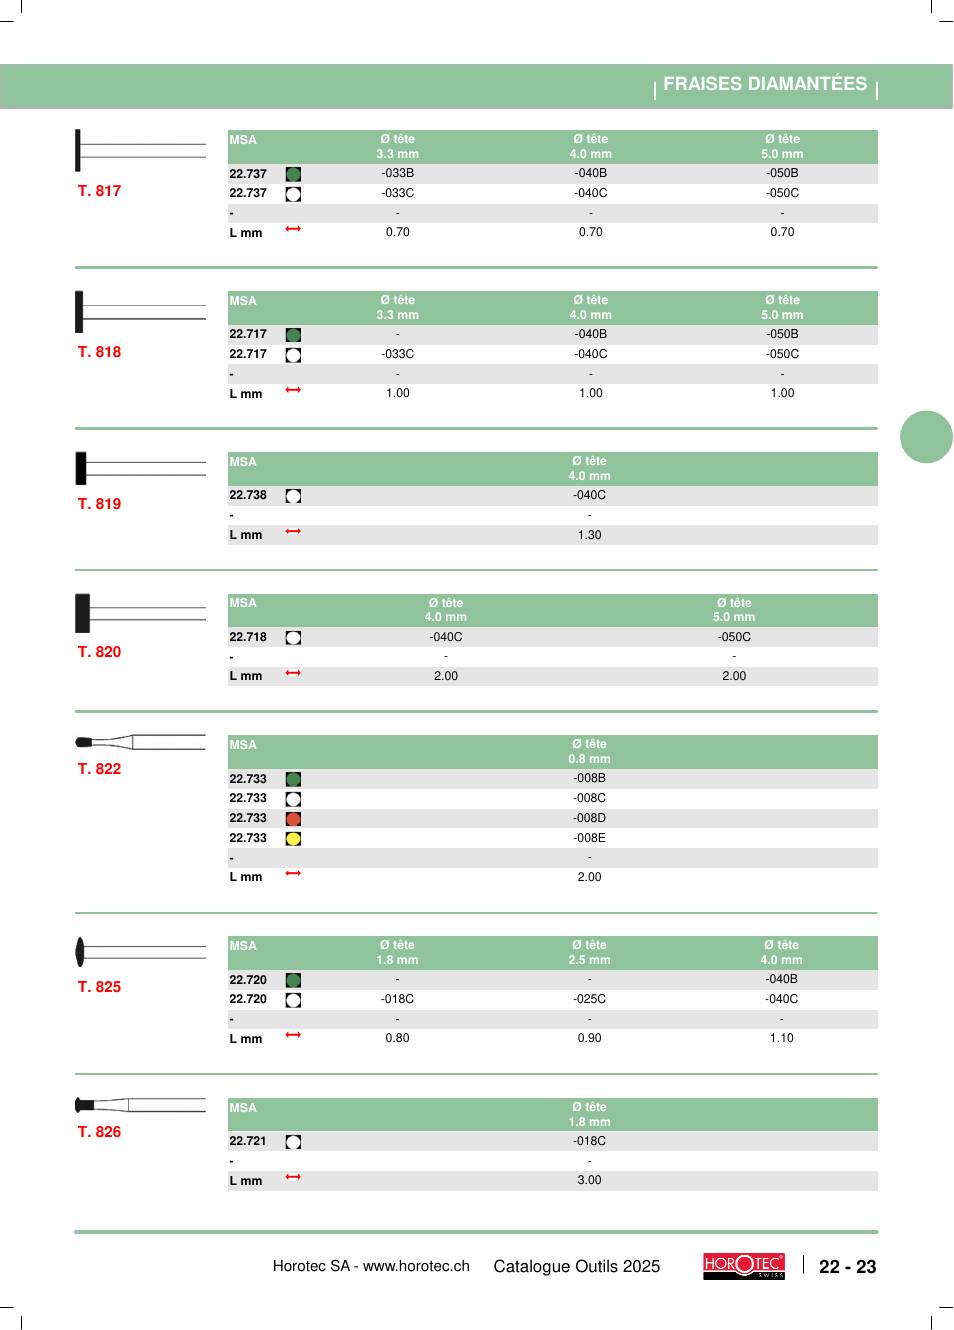 FRAISES DIAMANTÉES
T. 817
MSA Ø tête Ø tête Ø tête
3.3 mm 4.0 mm 5.0 mm
22.737 -033B -040B -050B
22.737 -033C -040C -050C
- - - -
L mm 0.70 0.70 0.70
T. 818
MSA Ø tête Ø tête Ø tête
3.3 mm 4.0 mm 5.0 mm
22.717 - -040B -050B
22.717 -033C -040C -050C
- - - -
L mm 1.00 1.00 1.00
T. 819
MSA Ø tête
4.0 mm
22.738 -040C
- -
L mm 1.30
T. 820
MSA Ø tête Ø tête
4.0 mm 5.0 mm
22.718 -040C -050C
- - -
L mm 2.00 2.00
T. 822
MSA Ø tête
0.8 mm
22.733 -008B
22.733 -008C
22.733 -008D
22.733 -008E
- -
L mm 2.00
T. 825
MSA Ø tête Ø tête Ø tête
1.8 mm 2.5 mm 4.0 mm
22.720 - - -040B
22.720 -018C -025C -040C
- - - -
L mm 0.80 0.90 1.10
T. 826
MSA Ø tête
1.8 mm
22.721 -018C
- -
L mm 3.00
Horotec SA - www.horotec.ch Catalogue Outils 2025 HOROTEC® SWISS 22 - 23